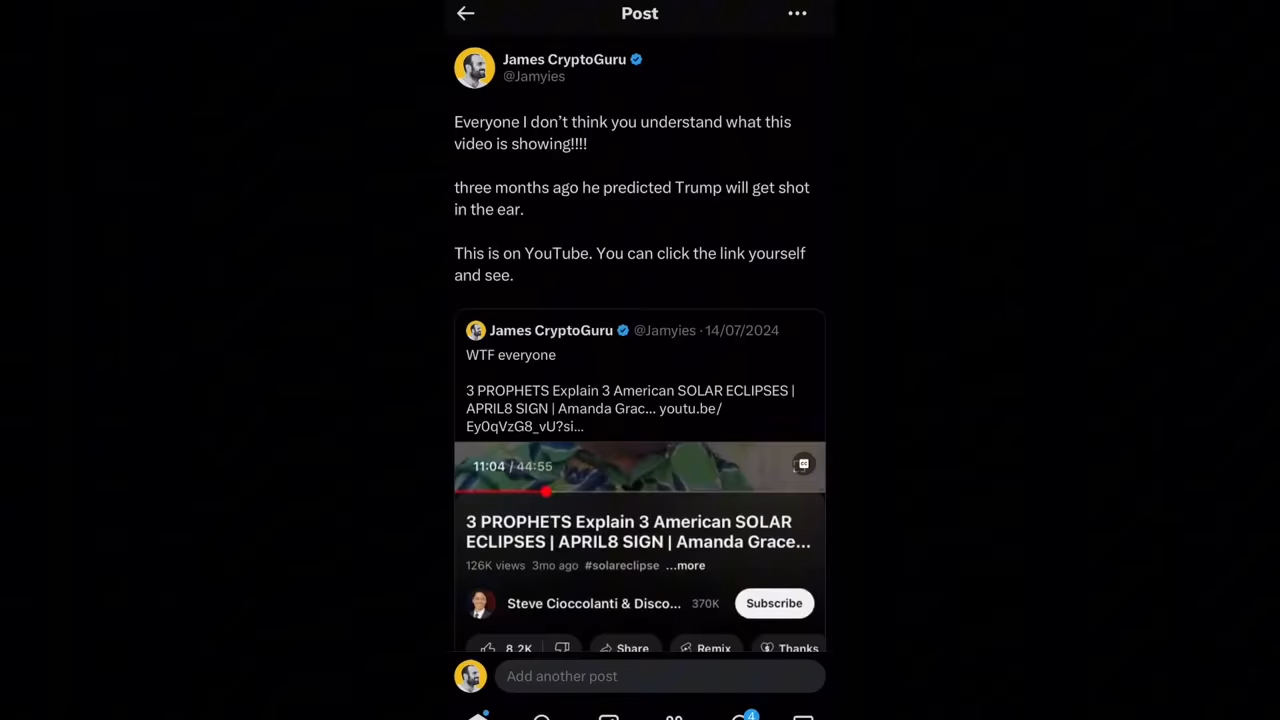 Post
James CryptoGuru
@Jamyies
Everyone I don’t think you understand what this
video is showing!!!!
three months ago he predicted Trump will get shot
in the ear.
This is on YouTube. You can click the link yourself
and see.
James CryptoGuru @Jamyies · 14/07/2024
WTF everyone
3 PROPHETS Explain 3 American SOLAR ECLIPSES |
APRIL8 SIGN | Amanda Grac... youtu.be/
Ey0qVzG8_vU?si...
11:04 / 44:55
CC
3 PROPHETS Explain 3 American SOLAR
ECLIPSES | APRIL8 SIGN | Amanda Grace...
126K views 3mo ago #solareclipse ...more
Steve Cioccolanti & Disco... 370K Subscribe
8.2K Share Remix Thanks
Add another post
4